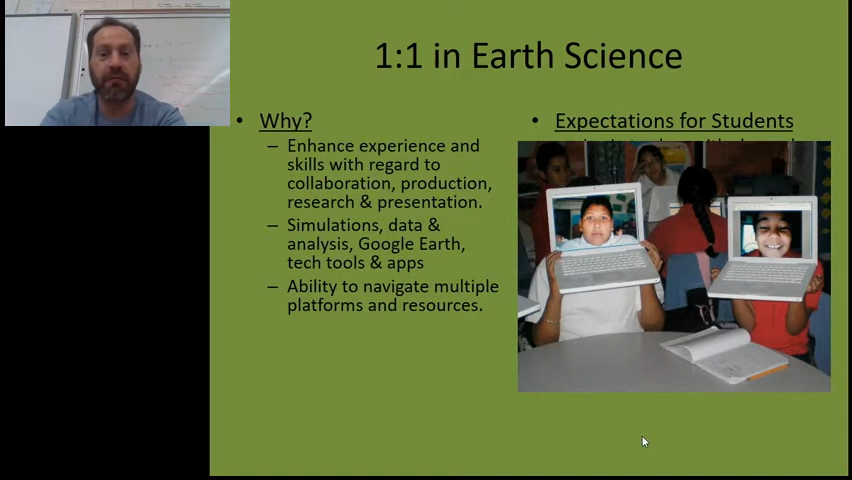 1:1 in Earth Science
• Why?
– Enhance experience and
skills with regard to
collaboration, production,
research & presentation.
– Simulations, data &
analysis, Google Earth,
tech tools & apps
– Ability to navigate multiple
platforms and resources.
• Expectations for Students